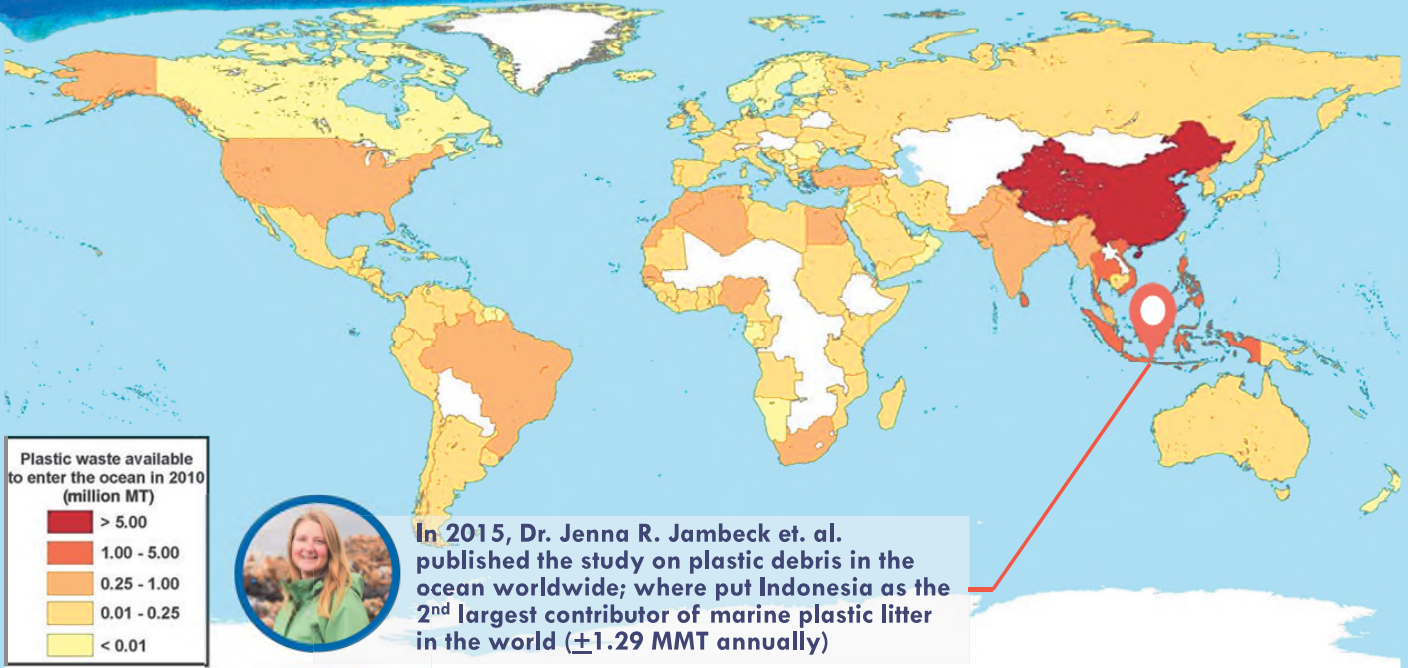 Plastic waste available
to enter the ocean in 2010
(million MT)
> 5.00
1.00 - 5.00
0.25 - 1.00
0.01 - 0.25
< 0.01
In 2015, Dr. Jenna R. Jambeck et. al.
published the study on plastic debris in the
ocean worldwide; where put Indonesia as the
2nd largest contributor of marine plastic litter
in the world (±1.29 MMT annually)